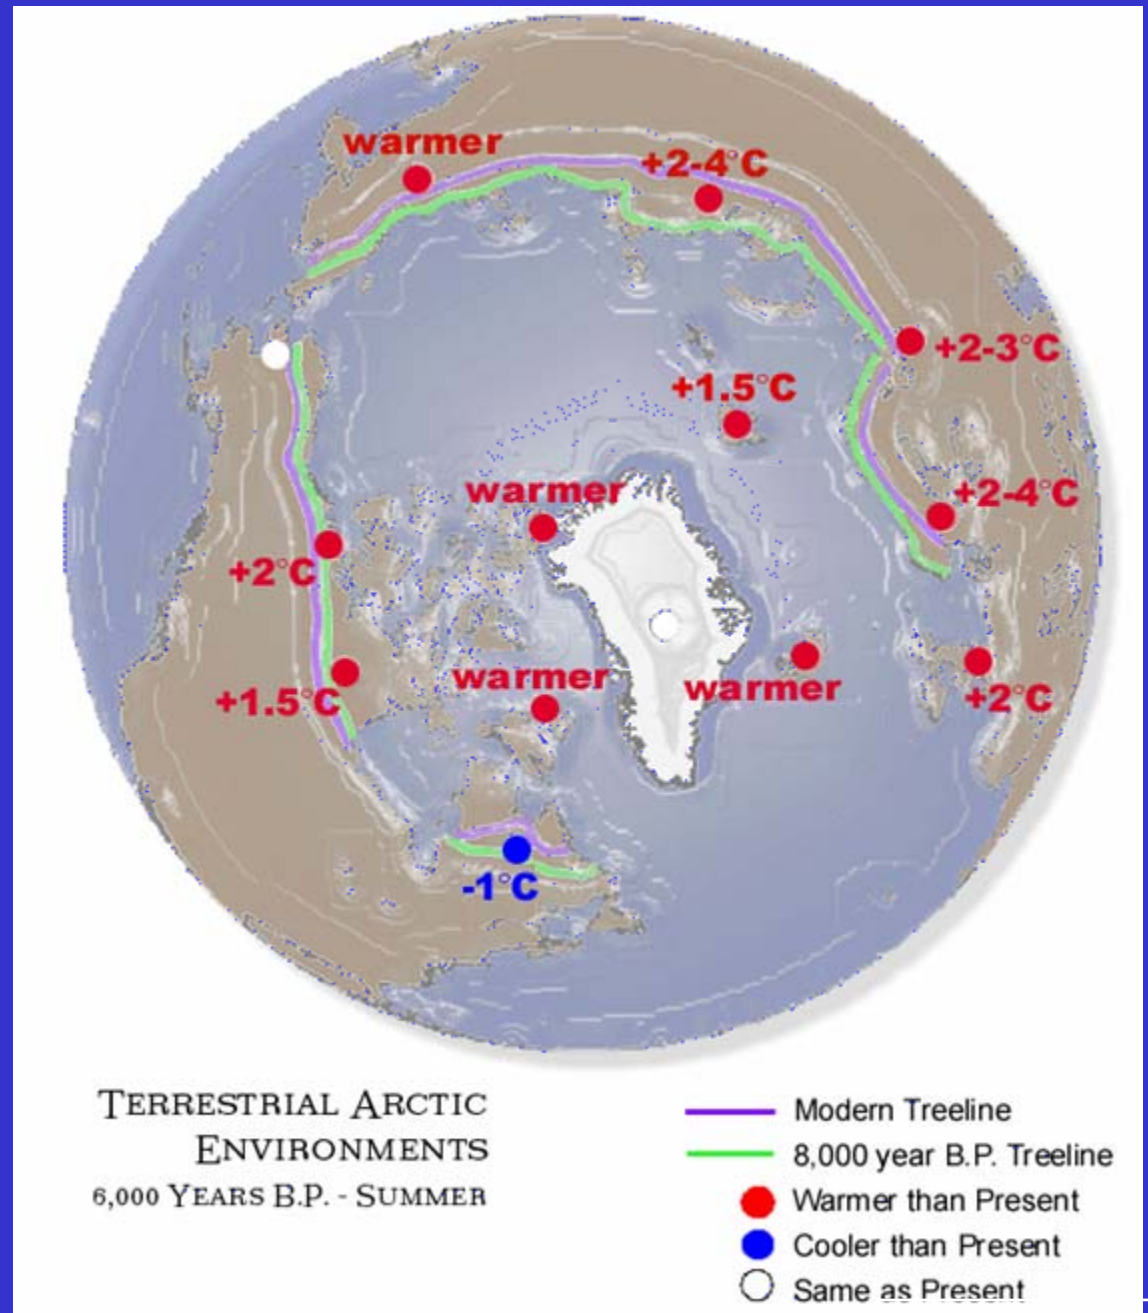 warmer
+2-4°C
+2-3°C
+1.5°C
warmer
+2-4°C
+2°C
warmer
warmer
+1.5°C
+2°C
-1°C
TERRESTRIAL ARCTIC
ENVIRONMENTS
6,000 YEARS B.P. - SUMMER
Modern Treeline
8,000 year B.P. Treeline
Warmer than Present
Cooler than Present
Same as Present